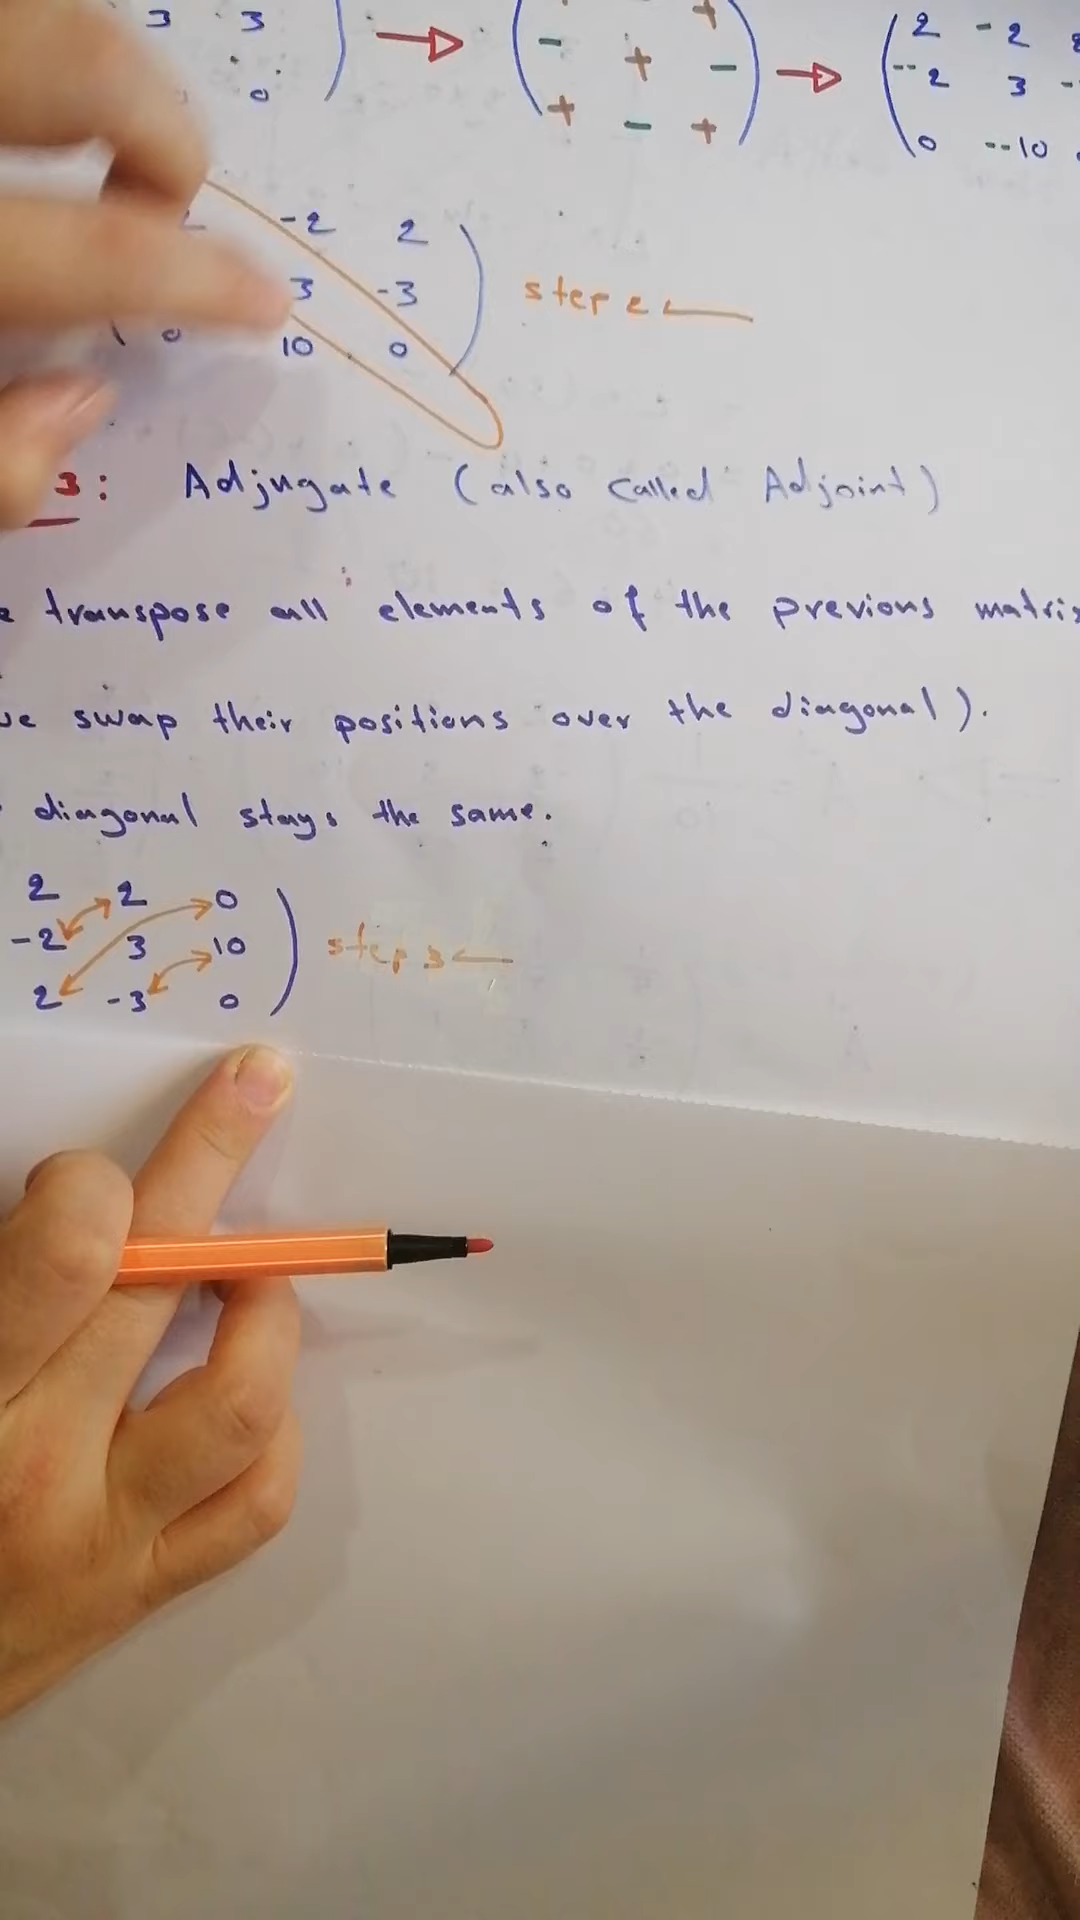 3 3
0
+
- + -
+ - +
2 -2
--2 3
0 --10
-2 2
3 -3
0 10 0
step 2
3: Adjugate (also called Adjoint)
transpose all elements of the previous
swap their positions over the diagonal).
diagonal stays the same.
2 2 0
-2 3 10
2 -3 0
step 3